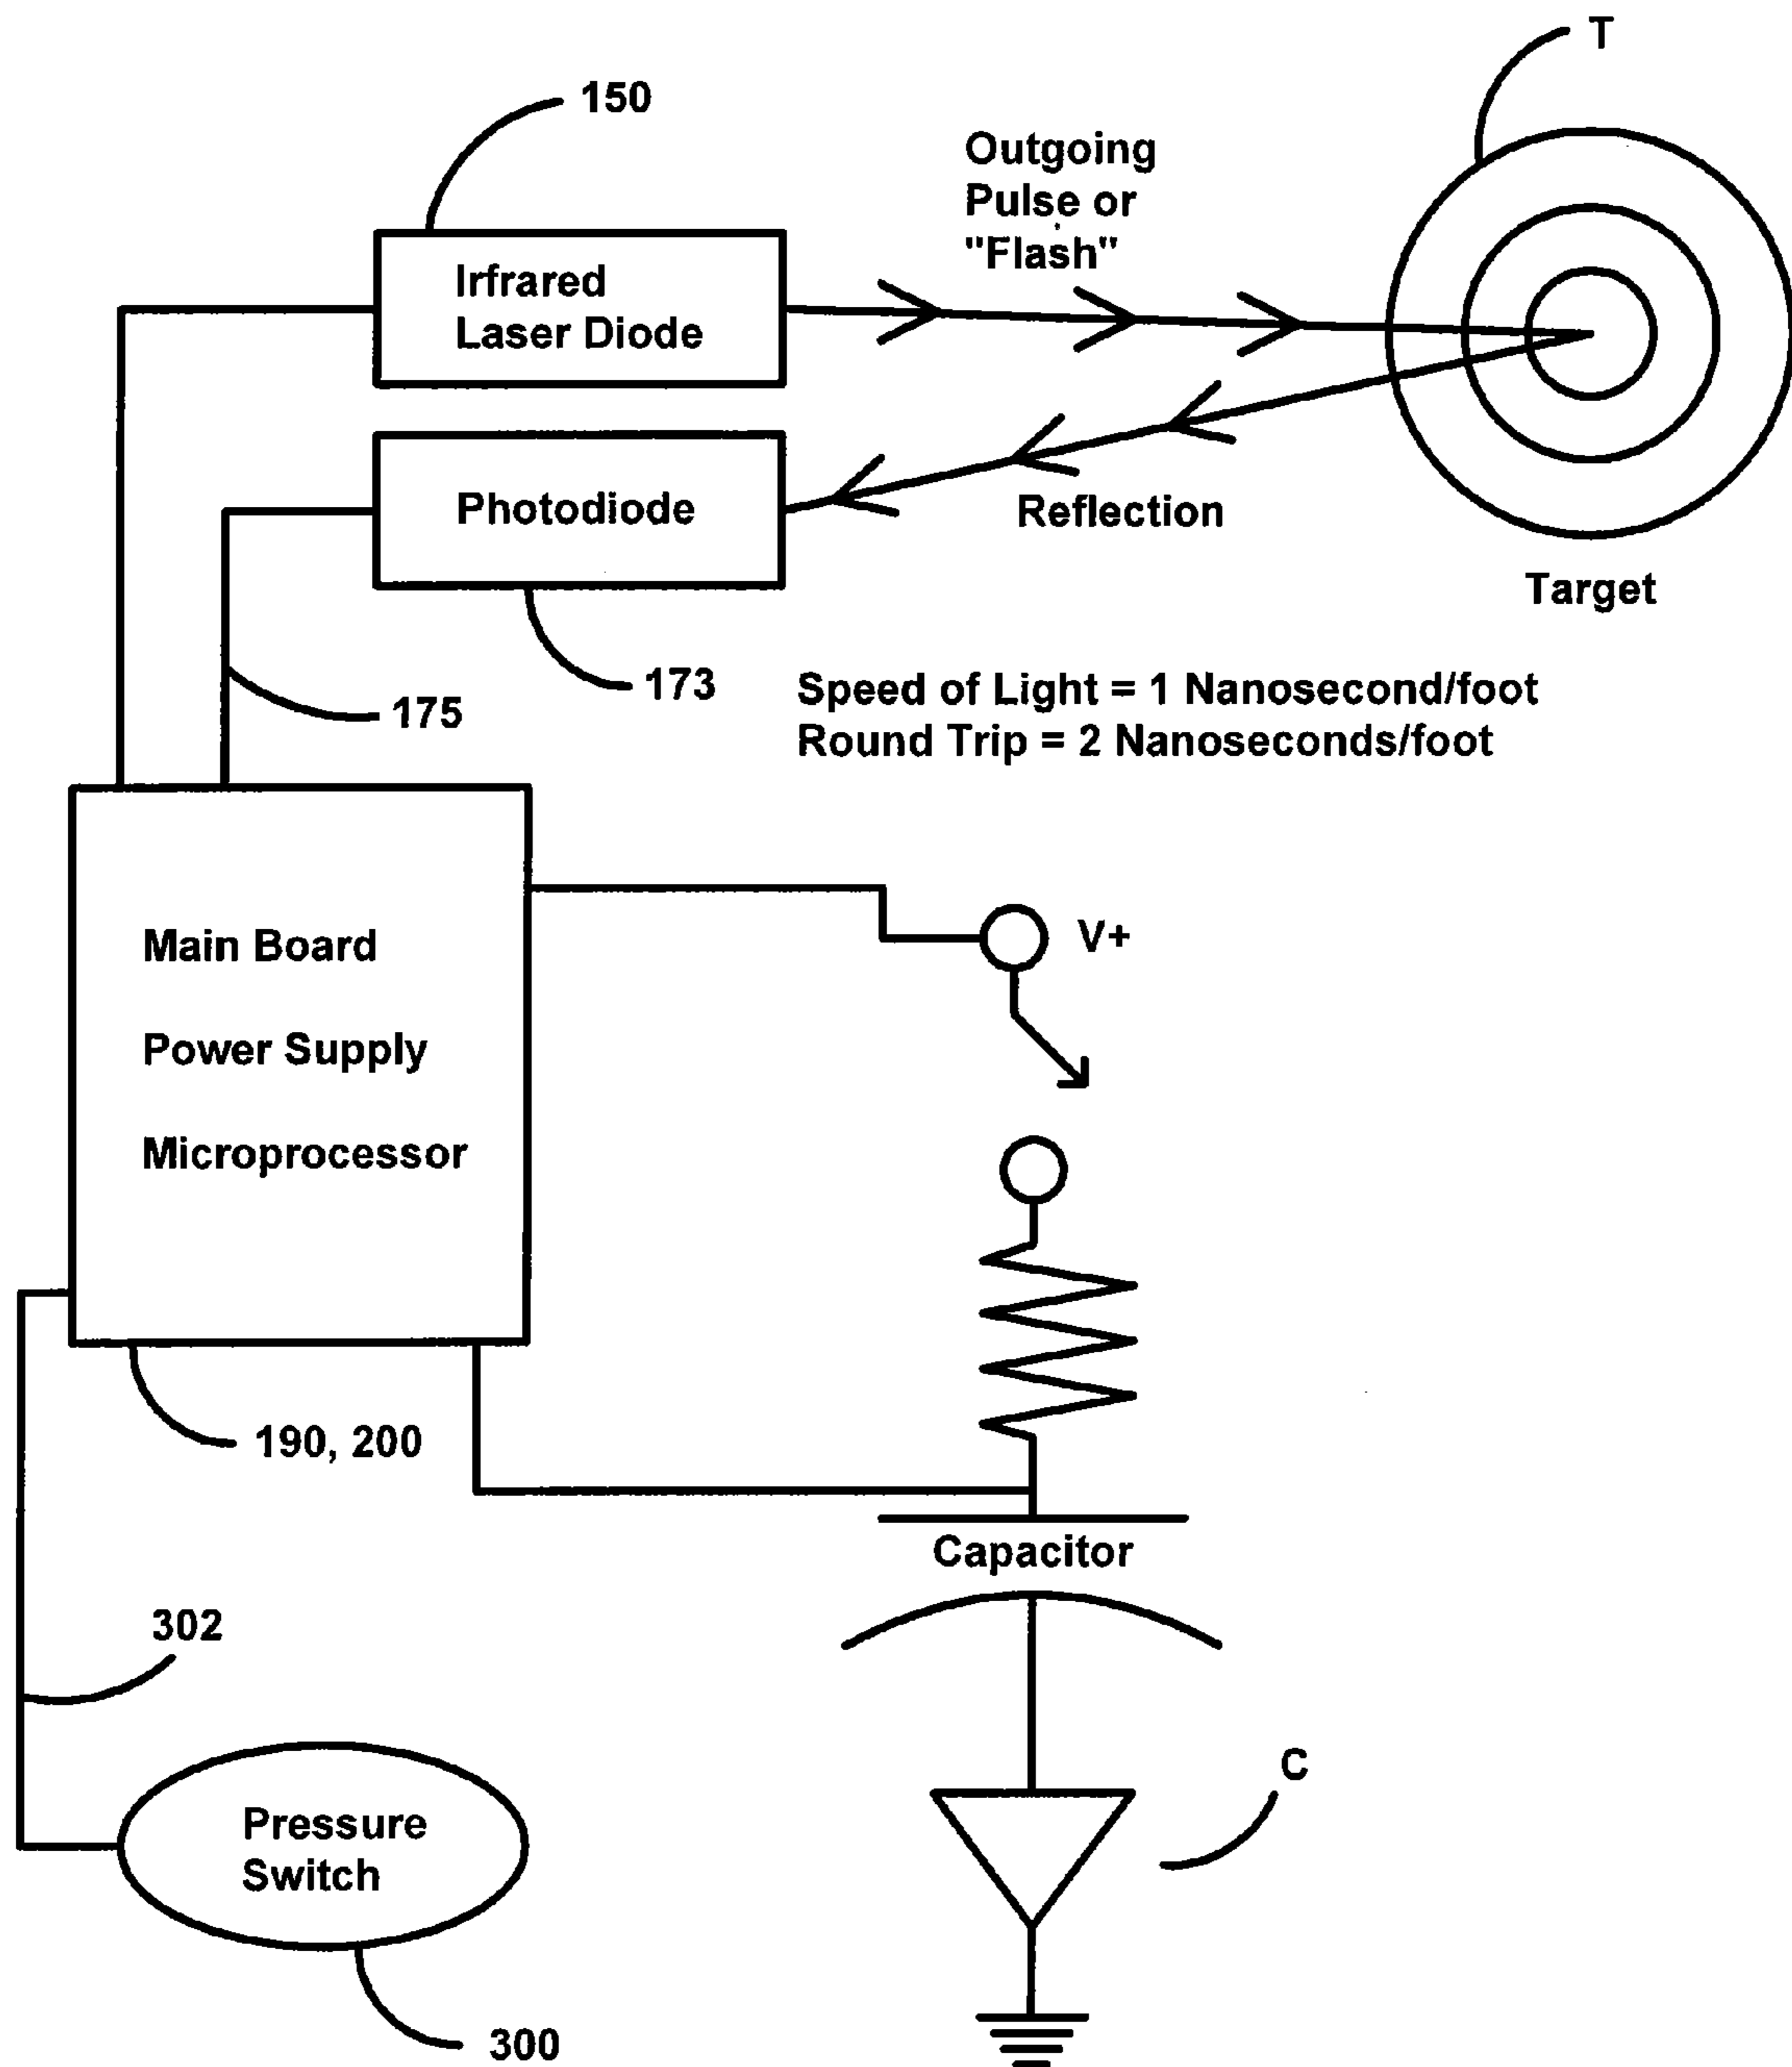 T
150
Outgoing
Pulse or
"Flash"
Irfrared
Laser Diode
Photodiode
Reflection
Target
173
175
Speed of Light = 1 Nanosecond/foot
Round Trip = 2 Nanoseconds/foot
Main Board
Power Supply
Microprocessor
V+
190, 200
Capacitor
302
C
Pressure
Switch
300